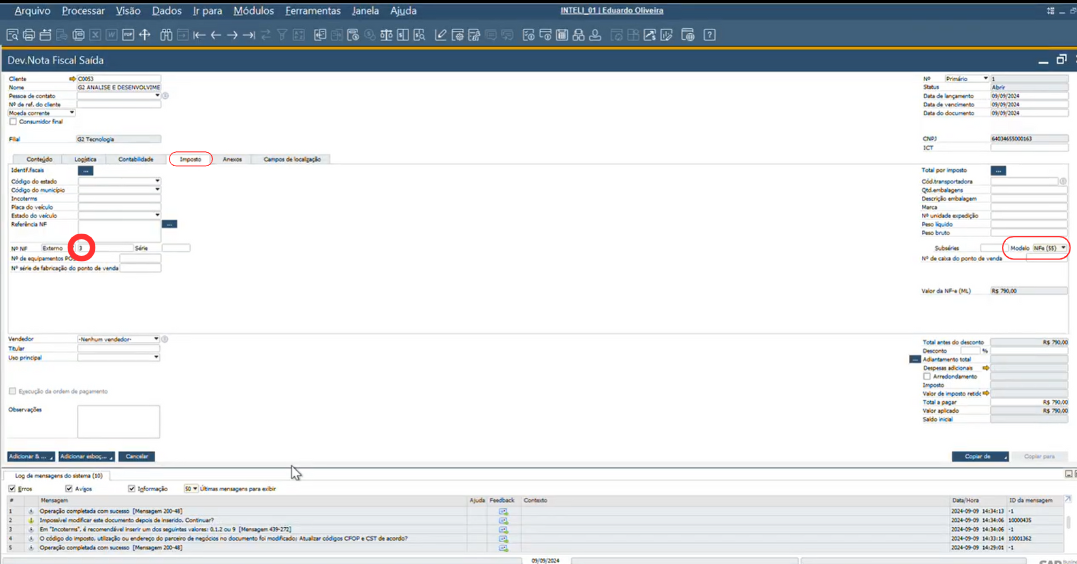 Arquivo Processar Visão Dados Ir para Módulos Ferramentas Janela Ajuda INTELI_01 | Eduardo Oliveira
Dev.Nota Fiscal Saída
Cliente C0053 Nº Primário 1
Nome G2 ANALISE E DESENVOLVIME Status Abrir
Pessoa de contato Data de lançamento 09/09/2024
Nº de ref. do cliente Data de vencimento 09/09/2024
Moeda corrente Data do documento 09/09/2024
Consumidor final
Filial G2 Tecnologia CNPJ 64034655000163
ICT
Conteúdo Logística Contabilidade Imposto Anexos Campos de localização
Identif.fiscais ... Total por imposto ...
Código do estado Cód.transportadora
Código do município Qtd.embalagens
Incoterms Descrição embalagem
Placa do veículo Marca
Estado do veículo Nº unidade expedição
Referência NF ... Peso líquido
Peso bruto
Nº NF Externo 3 Série Subséries Modelo NFe (55)
Nº de equipamentos Nº de caixa do ponto de venda
Nº série de fabricação do ponto de venda
Valor da NF-e (ML) R$ 790,00
Vendedor -Nenhum vendedor-
Titular Total antes do desconto R$ 790,00
Uso principal Desconto %
... Adiantamento total
Despesas adicionais
Arredondamento
Imposto
Execução da ordem de pagamento Valor de imposto retido
Total a pagar R$ 790,00
Observações Valor aplicado R$ 790,00
Saldo inicial
Adicionar & ... Adicionar esboç... Cancelar Copiar de Copiar para
Log de mensagens do sistema (10)
Erros Avisos Informação 50 Últimas mensagens para exibir
# Mensagem Ajuda Feedback Contexto Data/Hora ID da mensagem
1 Operação completada com sucesso [Mensagem 200-48] 2024-09-09 14:34:13 -1
2 Impossível modificar este documento depois de inserido. Continuar? 2024-09-09 14:34:06 10000435
3 Em "Incoterms", é recomendável inserir um dos seguintes valores: 0,1,2 ou 9 [Mensagem 439-272] 2024-09-09 14:34:06 -1
4 O código do imposto, utilização ou endereço do parceiro de negócios no documento foi modificado; Atualizar códigos CFOP e CST de acordo? 2024-09-09 14:33:14 10001362
5 Operação completada com sucesso [Mensagem 200-48] 2024-09-09 14:29:01 -1
09/09/2024